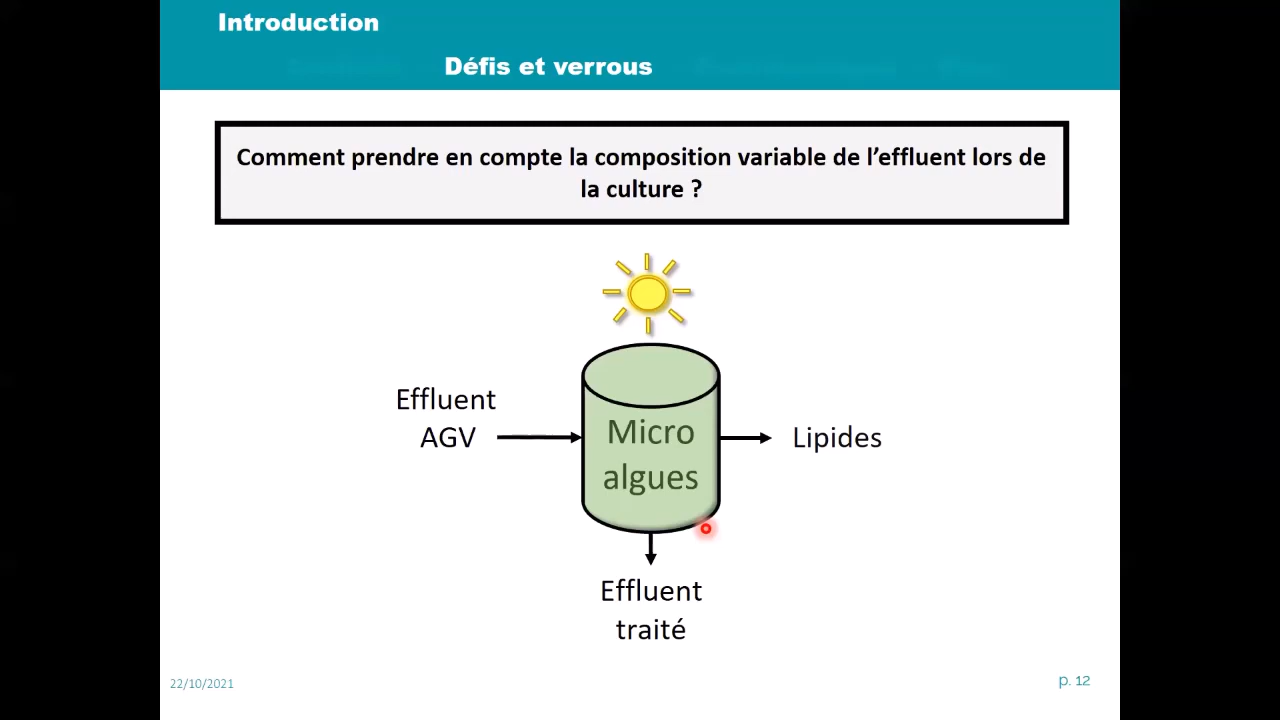 Introduction
Défis et verrous
Comment prendre en compte la composition variable de l’effluent lors de
la culture ?
Effluent
AGV
Micro
algues
Lipides
Effluent
traité
22/10/2021
p. 12